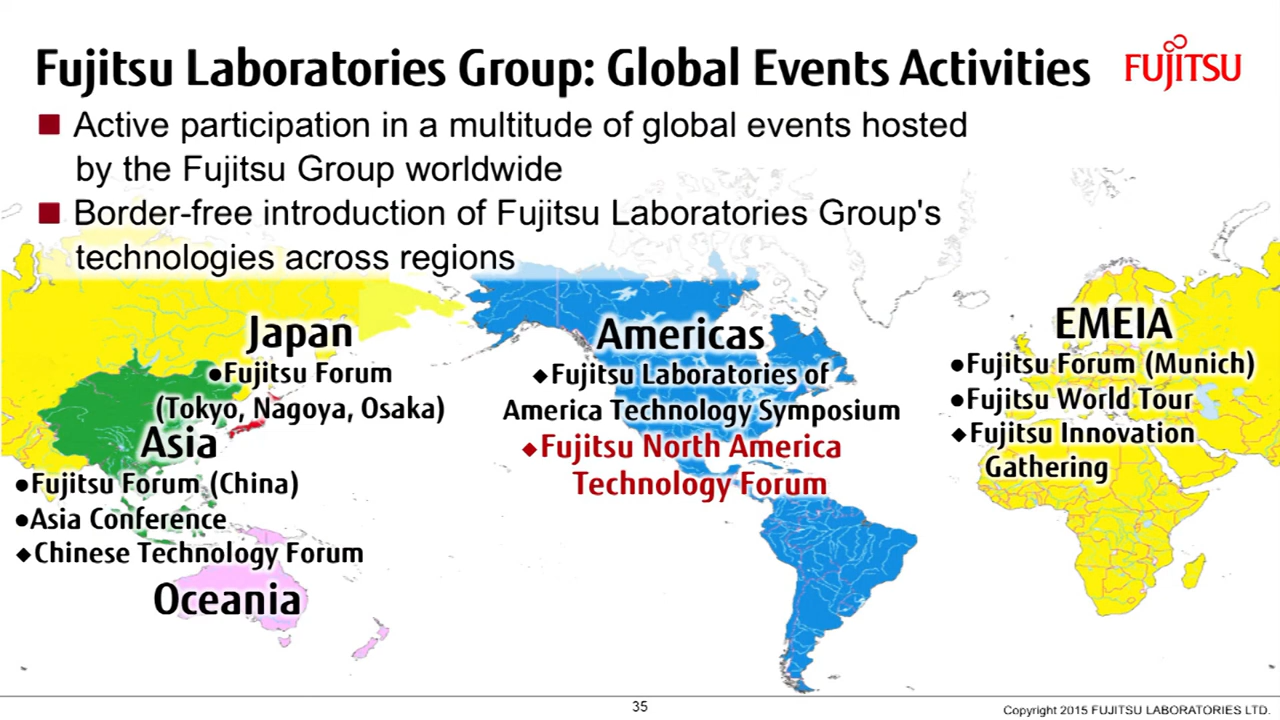 Fujitsu Laboratories Group: Global Events Activities
FUJITSU
■ Active participation in a multitude of global events hosted
by the Fujitsu Group worldwide
■ Border-free introduction of Fujitsu Laboratories Group's
technologies across regions
Japan
●Fujitsu Forum
(Tokyo, Nagoya, Osaka)
Asia
●Fujitsu Forum (China)
●Asia Conference
◆Chinese Technology Forum
Oceania
Americas
◆Fujitsu Laboratories of
America Technology Symposium
◆Fujitsu North America
Technology Forum
EMEIA
●Fujitsu Forum (Munich)
●Fujitsu World Tour
◆Fujitsu Innovation
Gathering
35
Copyright 2015 FUJITSU LABORATORIES LTD.